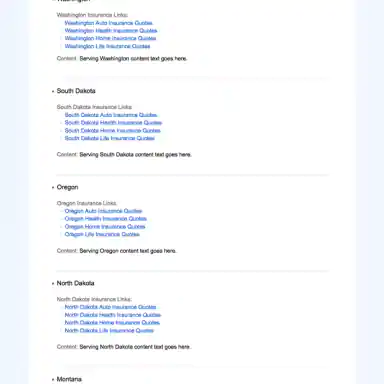 Washington
Washington Insurance Links:
Washington Auto Insurance Quotes
Washington Health Insurance Quotes
Washington Home Insurance Quotes
Washington Life Insurance Quotes
Content: Serving Washington content text goes here.
South Dakota
South Dakota Insurance Links
South Dakota Auto Insurance Quotes
South Dakota Health Insurance Quotes
South Dakota Home Insurance Quotes
South Dakota Life Insurance Quotes
Content: Serving South Dakota content text goes here.
Oregon
Oregon Insurance Links:
Oregon Auto Insurance Quotes
Oregon Health Insurance Quotes
Oregon Home Insurance Quotes
Oregon Life Insurance Quotes
Content: Serving Oregon content text goes here.
North Dakota
North Dakota Insurance Links:
North Dakota Auto Insurance Quotes
North Dakota Health Insurance Quotes
North Dakota Home Insurance Quotes
North Dakota Life Insurance Quotes
Content: Serving North Dakota content text goes here.
Montana